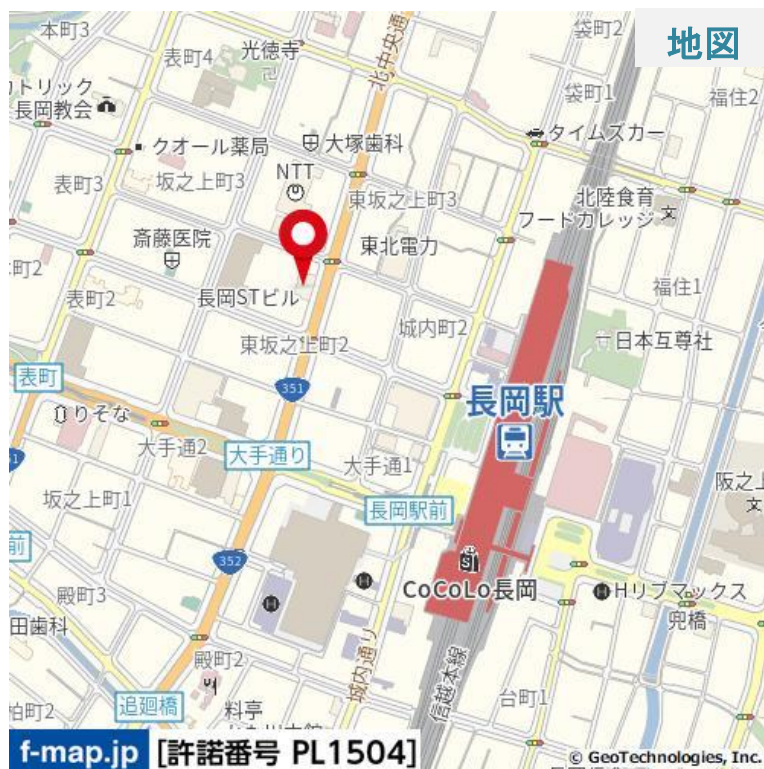 本町3
袋町2
地図
表町4
光徳寺
北中央通り
袋町1
福住2
カトリック
長岡教会
クオール薬局
大塚歯科
タイムズカー
表町3
坂之上町3
NTT
東坂之上町3
北陸食育
フードカレッジ
斎藤医院
東北電力
町2
表町2
長岡STビル
福住1
城内町2
日本互尊社
東坂之上町2
表町
351
長岡駅
りそな
大手通2
大手通り
大手通1
坂之上町1
長岡駅前
阪之上
前
352
CoCoLo長岡
Hリブマックス
殿町3
兜橋
田歯科
殿町2
城内通り
信越本線
台町1
追廻橋
柏町2
料亭
f-map.jp [許諾番号 PL1504]
© GeoTechnologies, Inc.